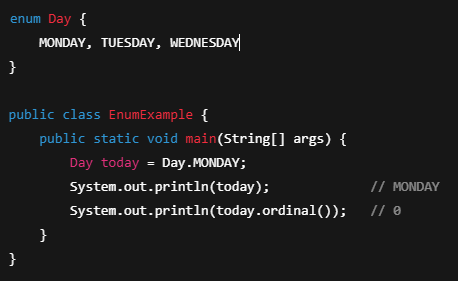 enum Day {
    MONDAY, TUESDAY, WEDNESDAY
}

public class EnumExample {
    public static void main(String[] args) {
        Day today = Day.MONDAY;
        System.out.println(today);             // MONDAY
        System.out.println(today.ordinal());   // 0
    }
}